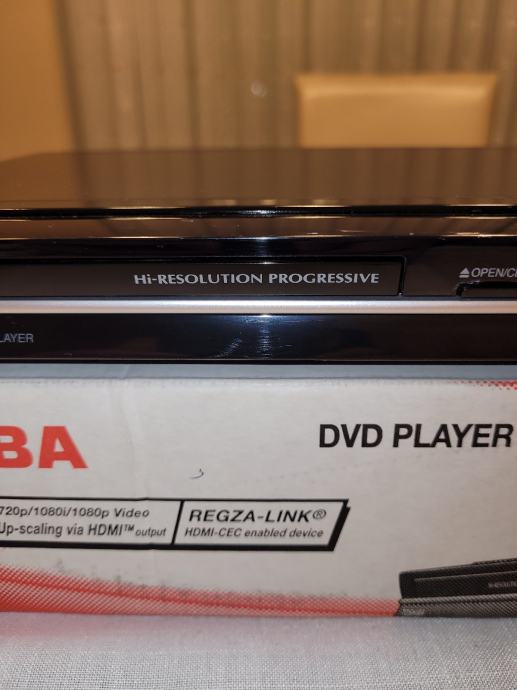 Hi-RESOLUTION PROGRESSIVE
OPEN/CL
LAYER
BA
DVD PLAYER
720p/1080i/1080p Video
Up-scaling via HDMI™ output
REGZA-LINK®
HDMI-CEC enabled device